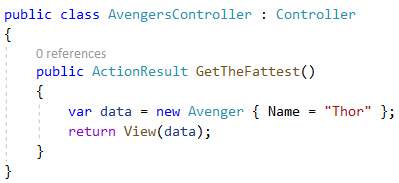 public class AvengersController : Controller
{
0 references
public ActionResult GetTheFattest()
{
var data = new Avenger { Name = "Thor" };
return View(data);
}
}